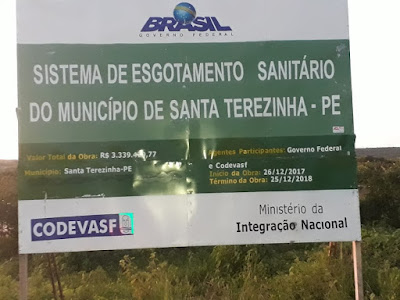 BRASIL
GOVERNO FEDERAL
SISTEMA DE ESGOTAMENTO SANITÁRIO
DO MUNICÍPIO DE SANTA TEREZINHA - PE
Valor Total da Obra: R$
Agentes Participantes: Governo Federal
e Codevasf
Município: Santa Terezinha-PE
Início da Obra: 26/12/2017
Término da Obra: 25/12/2018
CODEVASF
Ministério da
Integração Nacional